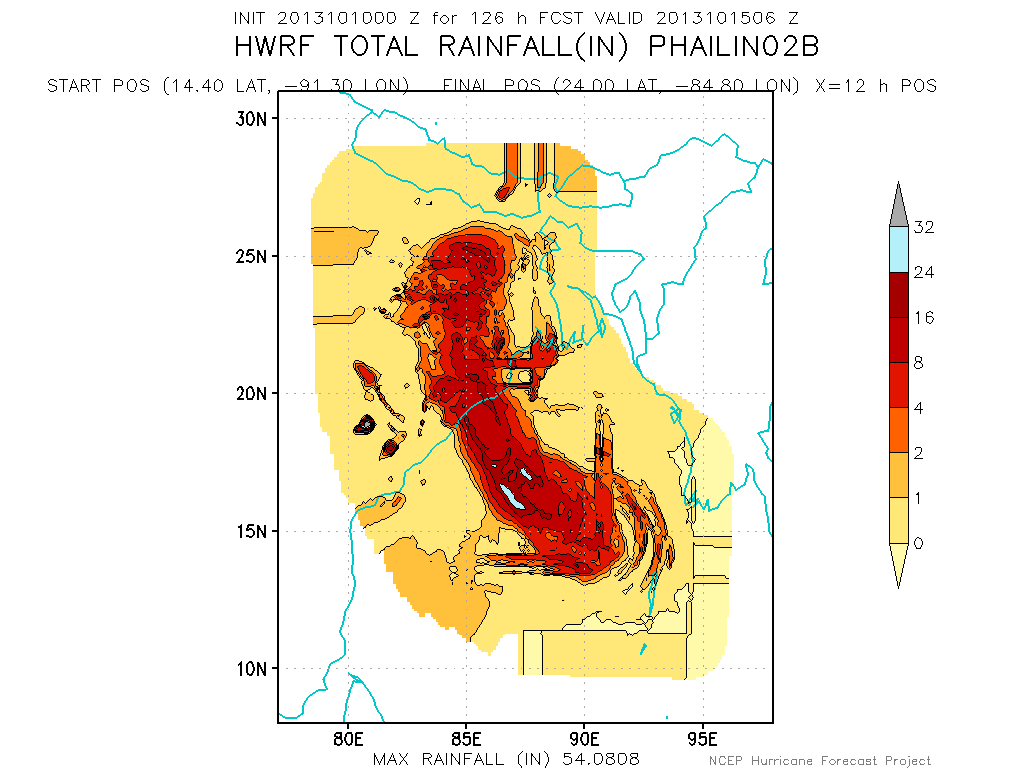 INIT 2013101000 Z for 126 h FCST VALID 2013101506 Z
HWRF TOTAL RAINFALL(IN) PHAILIN02B
START POS (14.40 LAT, −91.30 LON) FINAL POS (24.00 LAT, −84.80 LON) X=12 h POS
30N
25N
20N
15N
10N
80E 85E 90E 95E
32
24
16
8
4
2
1
0
MAX RAINFALL (IN) 54.0808
NCEP Hurricane Forecast Project